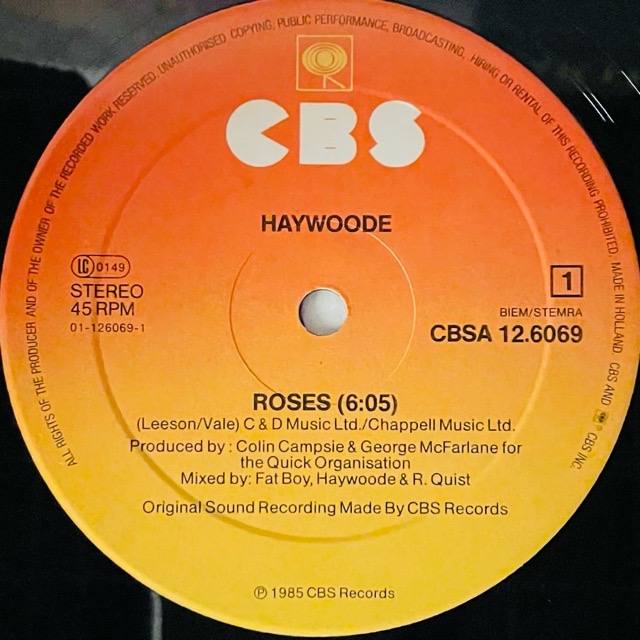 ALL RIGHTS OF THE PRODUCER AND OF THE OWNER OF THE RECORDED WORK RESERVED. UNAUTHORISED COPYING, PUBLIC PERFORMANCE, BROADCASTING, HIRING OR RENTAL OF THIS RECORDING PROHIBITED. MADE IN HOLLAND. CBS AND CBS INC.
CBS
HAYWOODE
LC 0149
STEREO
45 RPM
01-126069-1
1
BIEM/STEMRA
CBSA 12.6069
ROSES (6:05)
(Leeson/Vale) C & D Music Ltd./Chappell Music Ltd.
Produced by : Colin Campsie & George McFarlane for
the Quick Organisation
Mixed by: Fat Boy, Haywoode & R. Quist
Original Sound Recording Made By CBS Records
℗ 1985 CBS Records